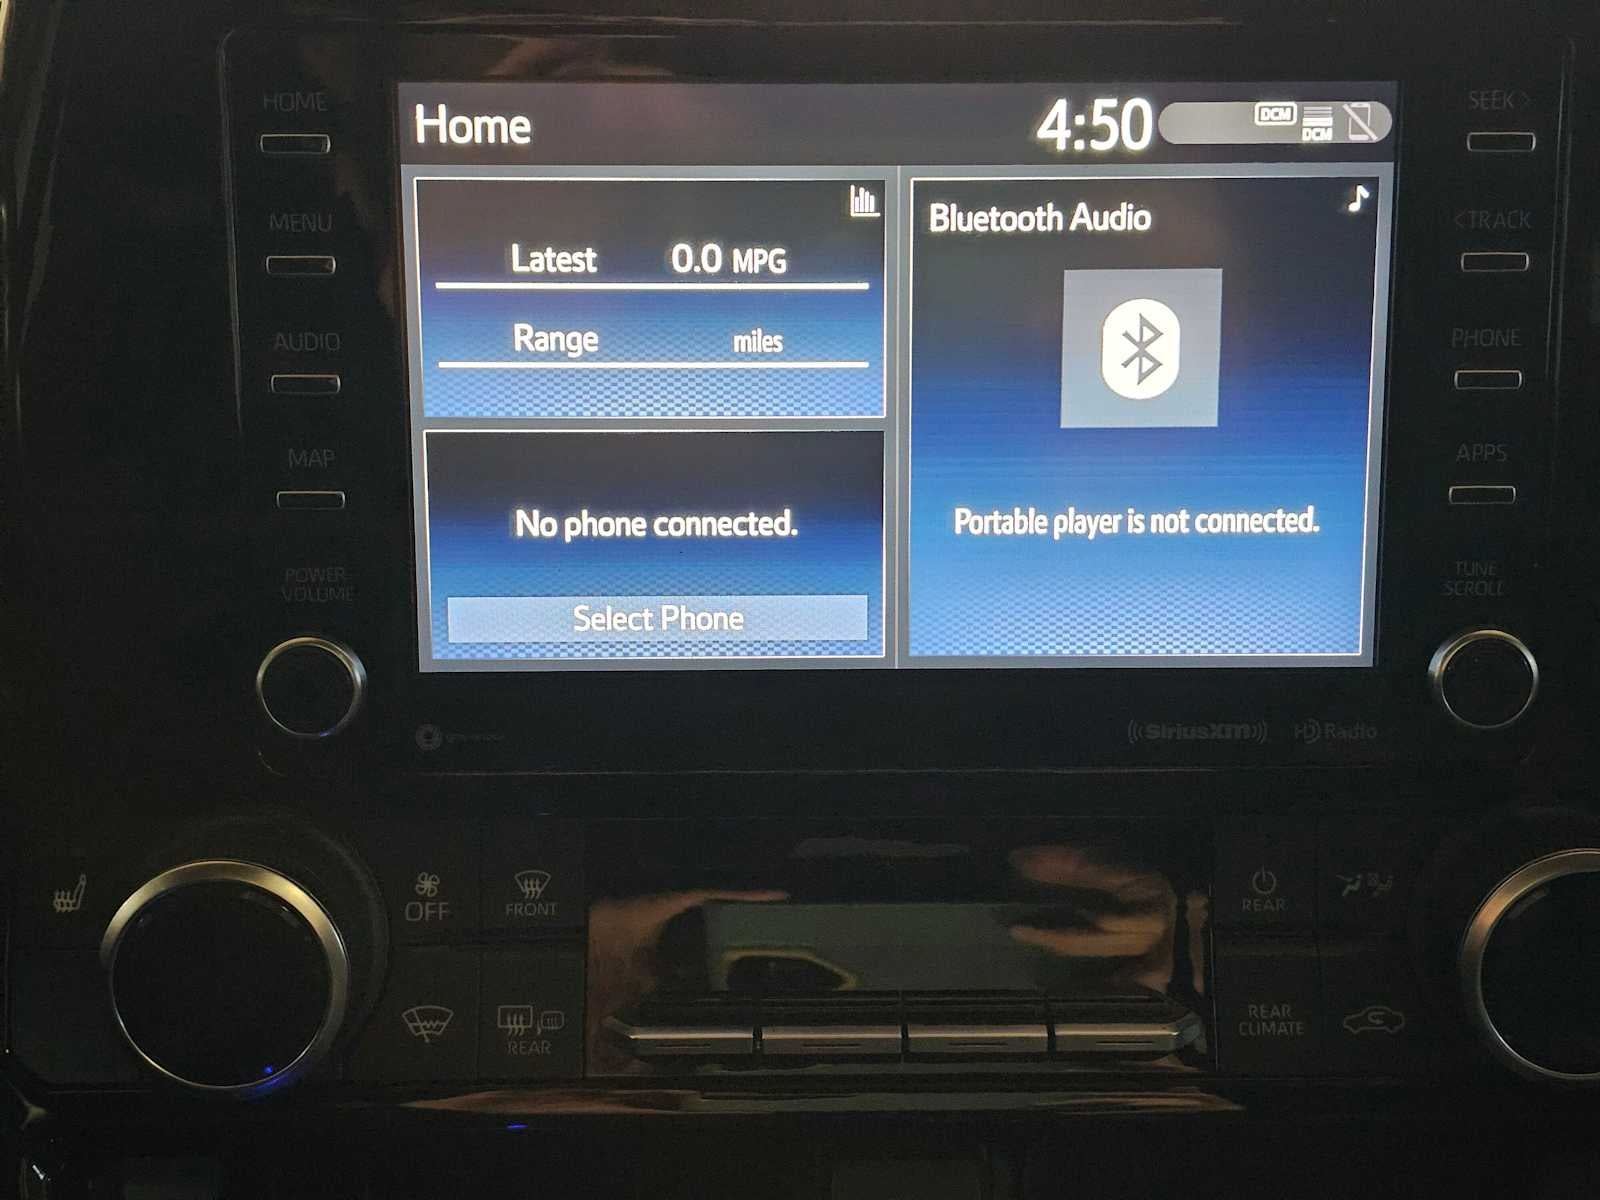 HOME
MENU
AUDIO
MAP
POWER
VOLUME
Home
4:50
DCM
DCM
Latest 0.0 MPG
Range miles
No phone connected.
Select Phone
Bluetooth Audio
Portable player is not connected.
SEEK >
<TRACK
PHONE
APPS
TUNE
SCROLL
((SiriusXM))
HD Radio
OFF
FRONT
REAR
REAR
REAR
CLIMATE